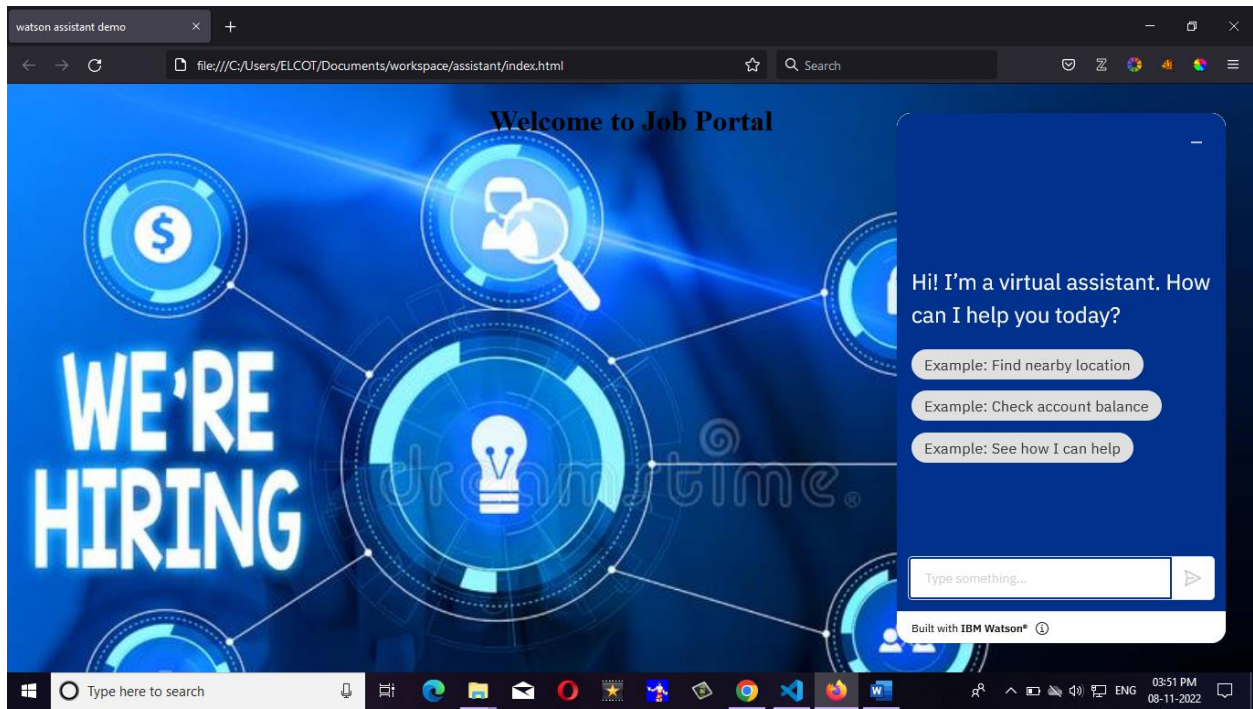 watson assistant demo
file:///C:/Users/ELCOT/Documents/workspace/assistant/index.html
Search
Welcome to Job Portal
$
WE'RE
HIRING
dreamstime®
Hi! I'm a virtual assistant. How
can I help you today?
Example: Find nearby location
Example: Check account balance
Example: See how I can help
Type something...
Built with IBM Watson®
Type here to search
ENG
03:51 PM
08-11-2022